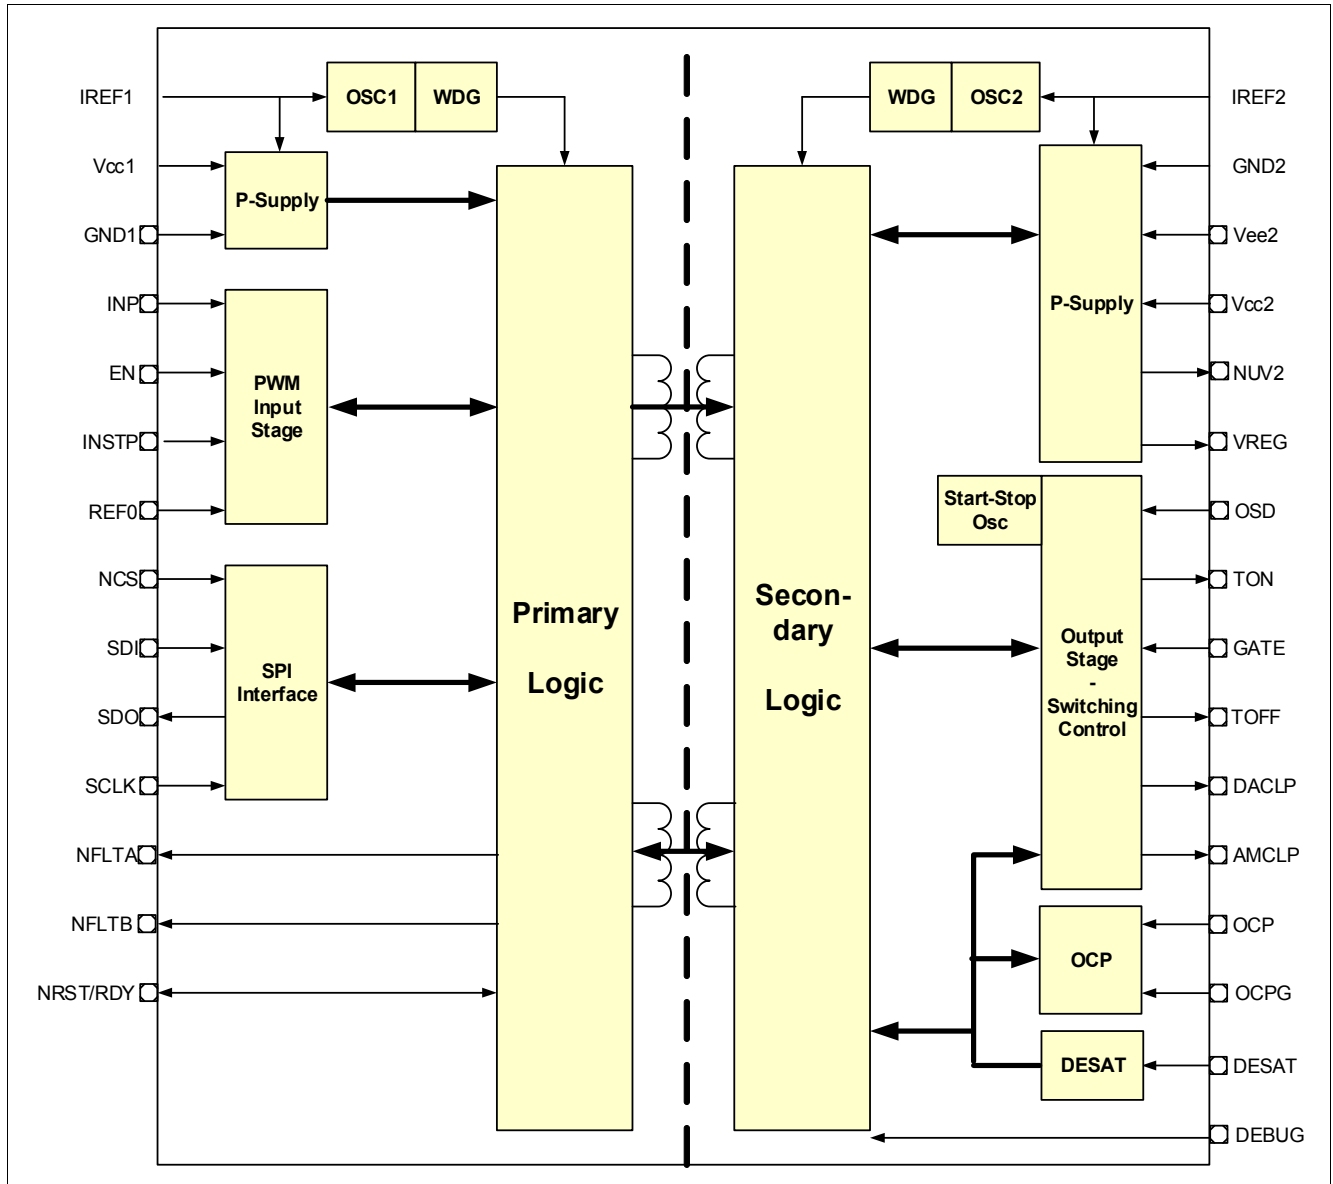 IREF1
OSC1
WDG
WDG
OSC2
IREF2
Vcc1
P-Supply
GND2
GND1
Vee2
INP
P-Supply
Vcc2
EN
PWM
Input
Stage
NUV2
INSTP
VREG
REF0
Start-Stop
Osc
OSD
NCS
TON
SDI
SPI
Interface
Primary
Logic
Secon-
dary
Logic
Output
Stage
-
Switching
Control
GATE
SDO
TOFF
SCLK
DACLP
NFLTA
AMCLP
NFLTB
OCP
OCP
NRST/RDY
OCPG
DESAT
DESAT
DEBUG